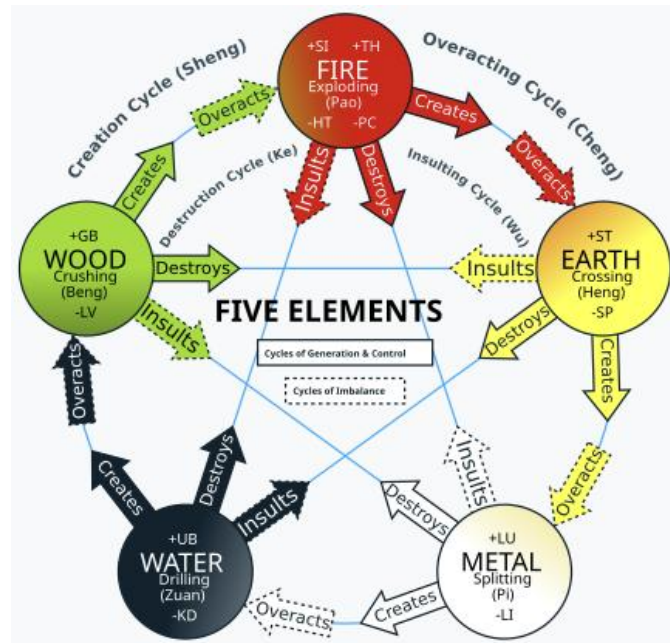 Creation Cycle (Sheng)
Overacting Cycle (Cheng)
Destruction Cycle (Ke)
Insulting Cycle (Wu)
+SI +TH
FIRE
Exploding
(Pao)
-HT -PC
Creates
Overacts
Insults
Destroys
+GB
WOOD
Crushing
(Beng)
-LV
Creates
Overacts
Destroys
Insults
+ST
EARTH
Crossing
(Heng)
-SP
Insults
Destroys
Creates
Overacts
FIVE ELEMENTS
Cycles of Generation & Control
Cycles of Imbalance
+UB
WATER
Drilling
(Zuan)
-KD
Overacts
Creates
Destroys
Insults
+LU
METAL
Splitting
(Pi)
-LI
Insults
Destroys
Creates
Overacts